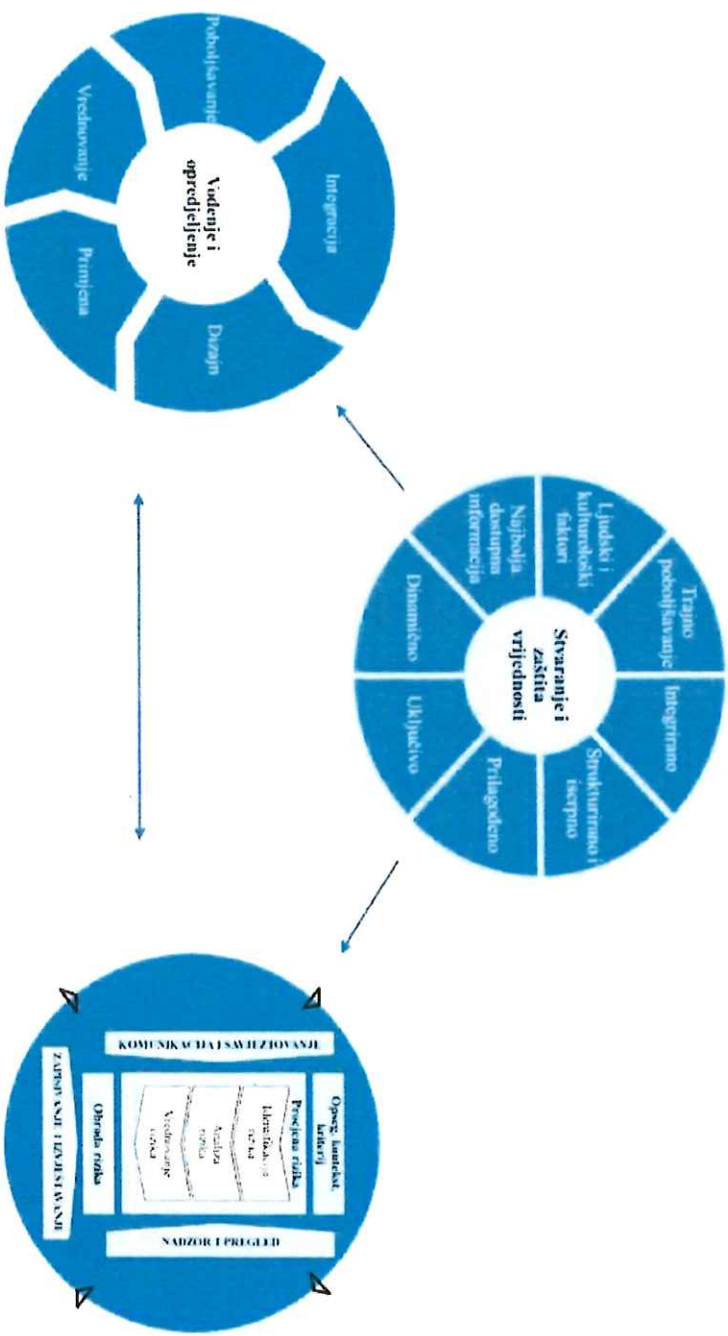 Trajno
poboljšavanje
Integrirano
Strukturirano i
iscrpno
Prilagođeno
Uključivo
Dinamično
Najbolja
dostupna
informacija
Ljudski i
kulturološki
faktori
Stvaranje i
zaštita
vrijednosti
Integracija
Dizajn
Primjena
Vrednovanje
Poboljšavanje
Vođenje i
opredjeljenje
Opseg, kontekst,
kriterij
Procjena rizika
Identifikacija
rizika
Analiza
rizika
Vrednovanje
rizika
Obrada rizika
KOMUNIKACIJA I SAVJEZTOVANJE
NADZOR I PREGLED
ZAPISIVANJE I IZVJEŠTAVANJE